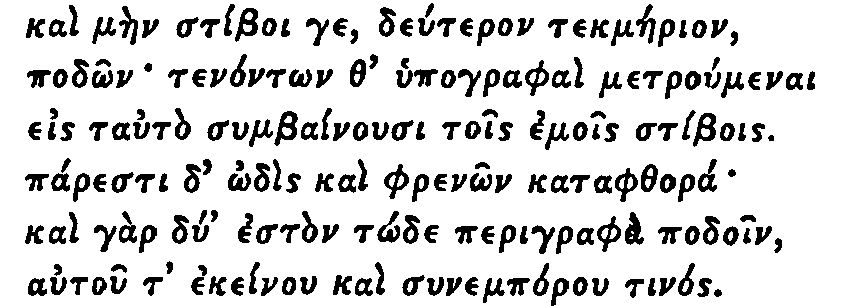 καὶ μὴν στίβοι γε, δεύτερον τεκμήριον,
ποδῶν· τενόντων θ’ ὑπογραφαὶ μετρούμεναι
εἰς ταὐτὸ συμβαίνουσι τοῖς ἐμοῖς στίβοις.
πάρεστι δ’ ὠδὶς καὶ φρενῶν καταφθορά·
καὶ γὰρ δύ’ ἐστὸν τώδε περιγραφὰ ποδοῖν,
αὐτοῦ τ’ ἐκείνου καὶ συνεμπόρου τινός.